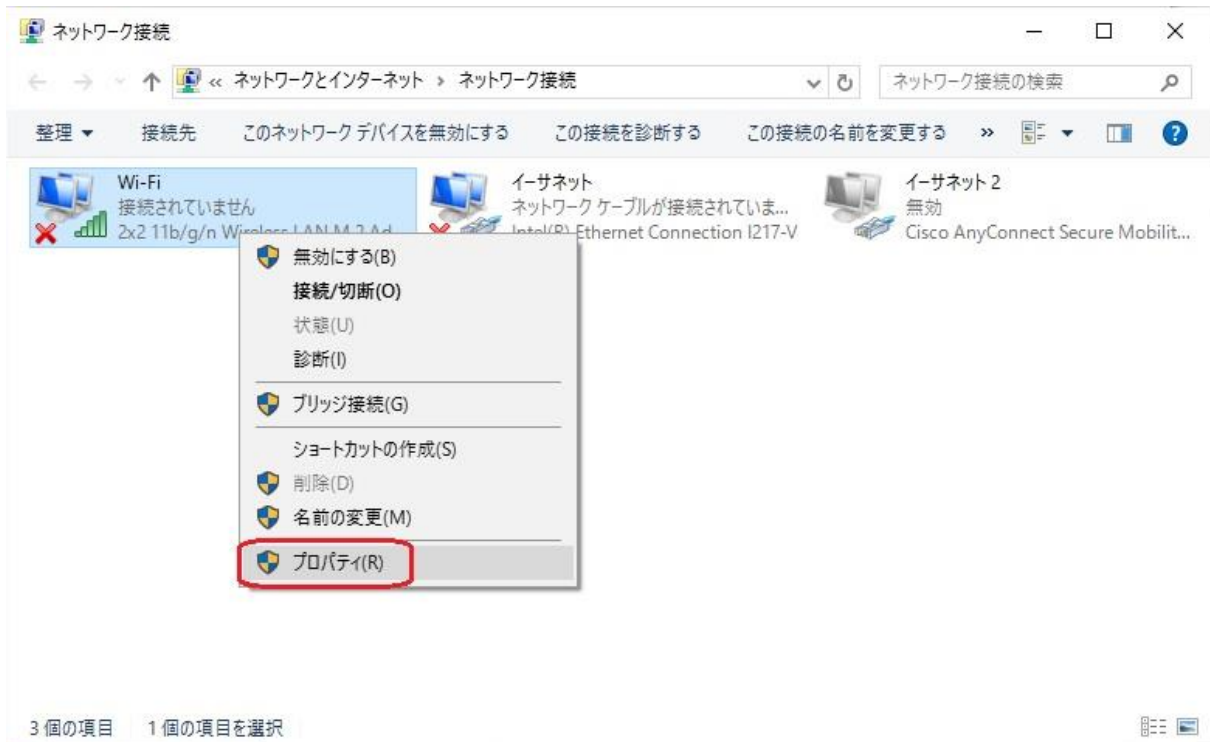 ネットワーク接続
« ネットワークとインターネット › ネットワーク接続
ネットワーク接続の検索
整理 接続先 このネットワーク デバイスを無効にする この接続を診断する この接続の名前を変更する »
Wi-Fi
接続されていません
2x2 11b/g/n Wireless LAN M.2 Ad
イーサネット
ネットワーク ケーブルが接続されていま...
Intel(R) Ethernet Connection I217-V
イーサネット 2
無効
Cisco AnyConnect Secure Mobilit...
無効にする(B)
接続/切断(O)
状態(U)
診断(I)
ブリッジ接続(G)
ショートカットの作成(S)
削除(D)
名前の変更(M)
プロパティ(R)
3 個の項目 1 個の項目を選択